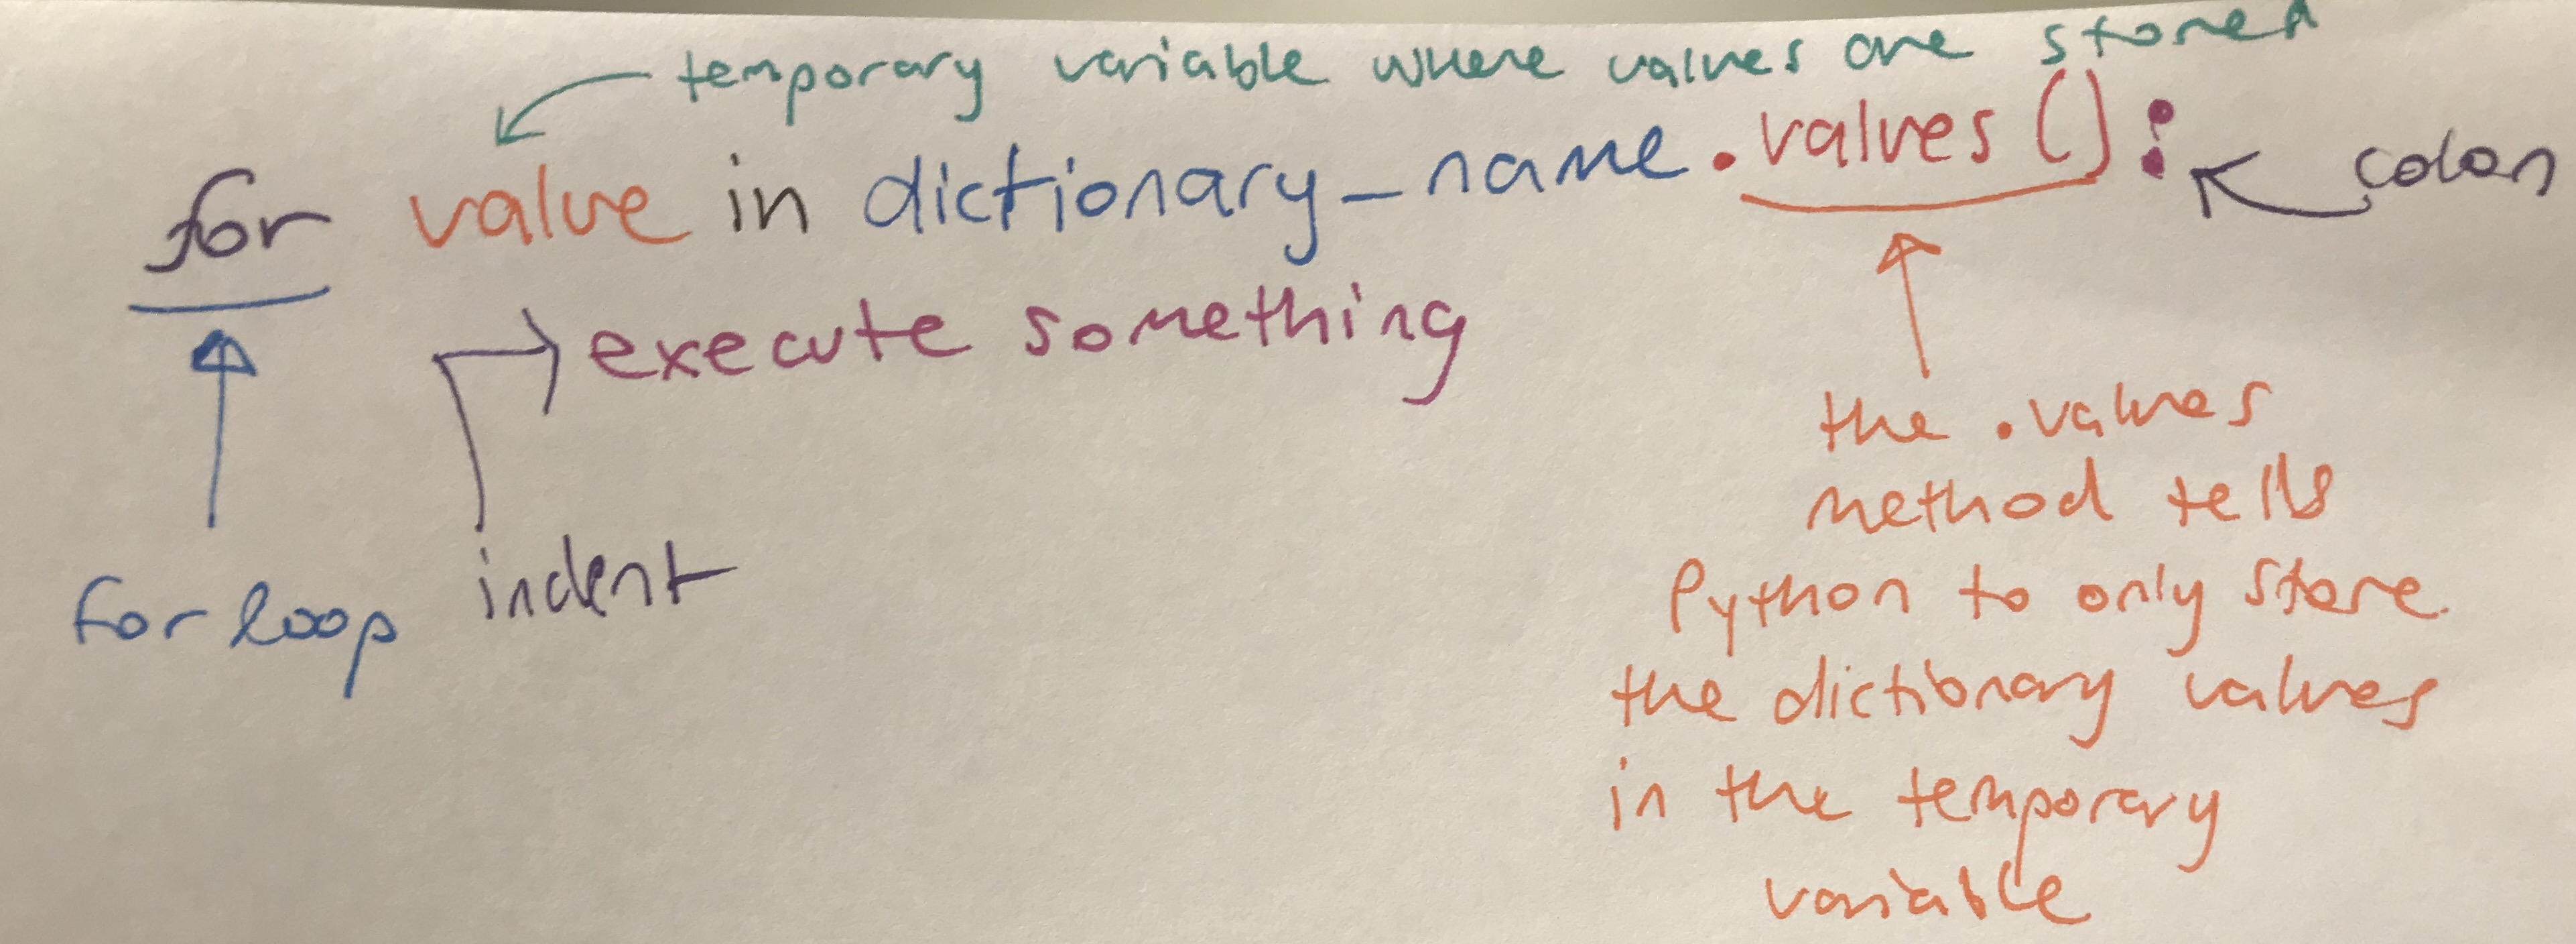 temporary variable where values are stored
for value in dictionary_name.values():
colon
execute something
indent
for loop
the .values
method tells
Python to only store
the dictionary values
in the temporary
variable